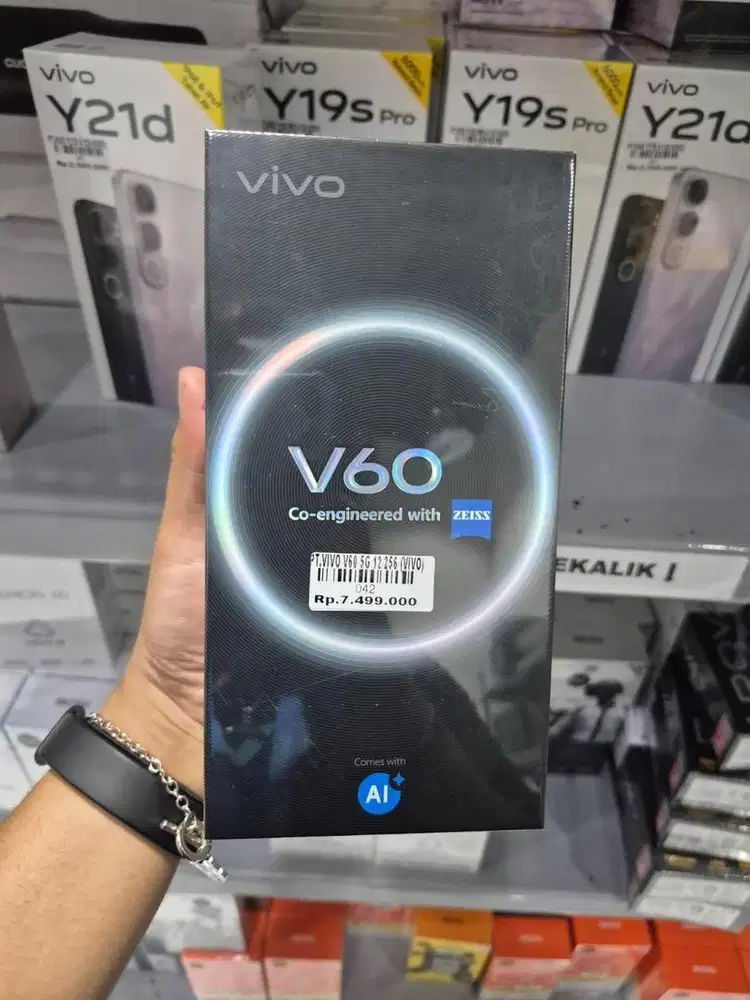 vivo
Y21d
vivo
Y19s Pro
vivo
Y19s Pro
vivo
Y21d
vivo
V60
Co-engineered with ZEISS
PT.VIVO V60 5G 12 256 (VIVO)
042
Rp.7.499.000
EKALIK !
Comes with
AI